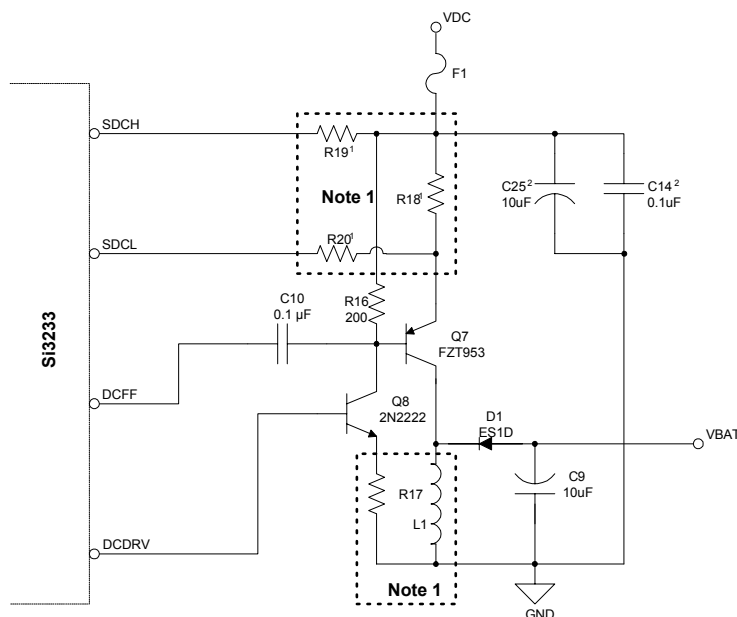 VDC
F1
SDCH
R19¹
Note 1
R18¹
C25²
10uF
C14²
0.1uF
SDCL
R20¹
C10
0.1 µF
R16
200
Q7
FZT953
Si3233
DCFF
Q8
2N2222
D1
ES1D
VBAT
R17
L1
C9
10uF
DCDRV
Note 1
GND